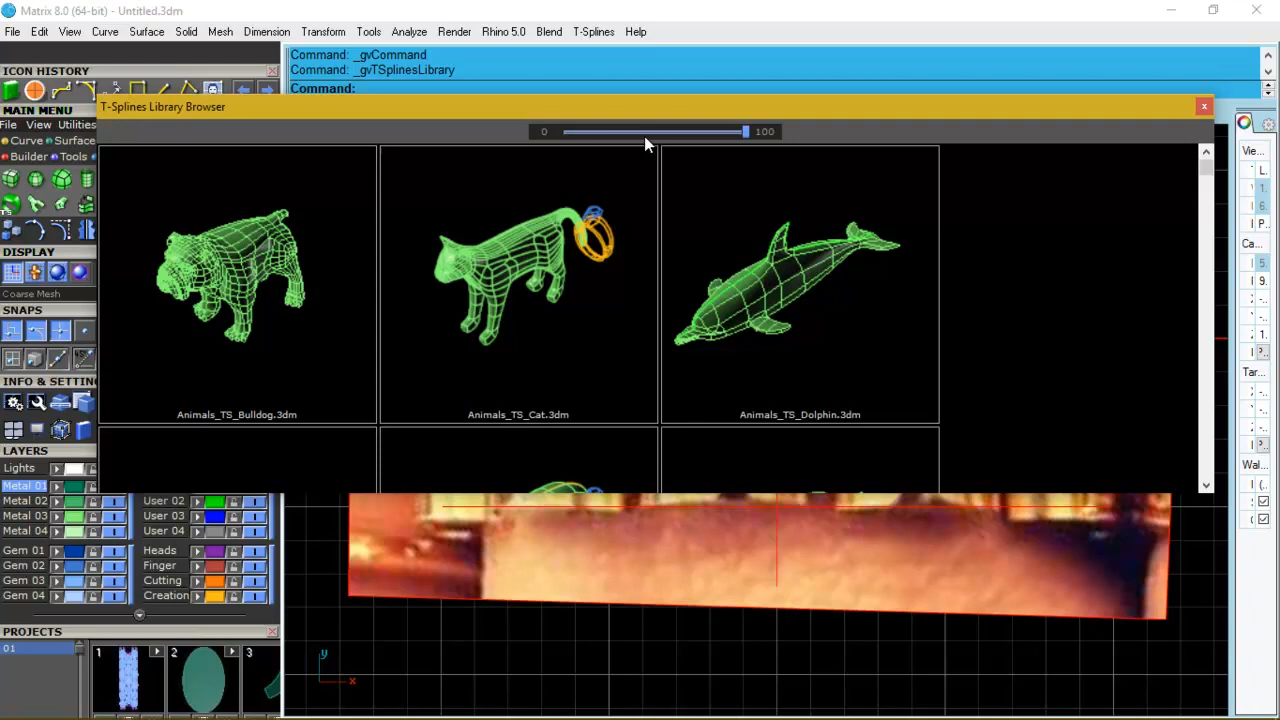 Matrix 8.0 (64-bit) - Untitled.3dm
File Edit View Curve Surface Solid Mesh Dimension Transform Tools Analyze Render Rhino 5.0 Blend T-Splines Help
Command: _gvCommand
Command: _gvTSplinesLibrary
Command:
ICON HISTORY
MAIN MENU
File View Utilities
Curve Surface
Builder Tools
DISPLAY
Coarse Mesh
SNAPS
INFO & SETTIN
LAYERS
Lights
Metal 01
Metal 02 User 02
Metal 03 User 03
Metal 04 User 04
Gem 01 Heads
Gem 02 Finger
Gem 03 Cutting
Gem 04 Creation
PROJECTS
01
1 2 3
T-Splines Library Browser
0 100
Animals_TS_Bulldog.3dm
Animals_TS_Cat.3dm
Animals_TS_Dolphin.3dm
y
x
Vie...
L.
1.
6.
P.
Ca...
5.
9.
1.
Tar...
Wal...